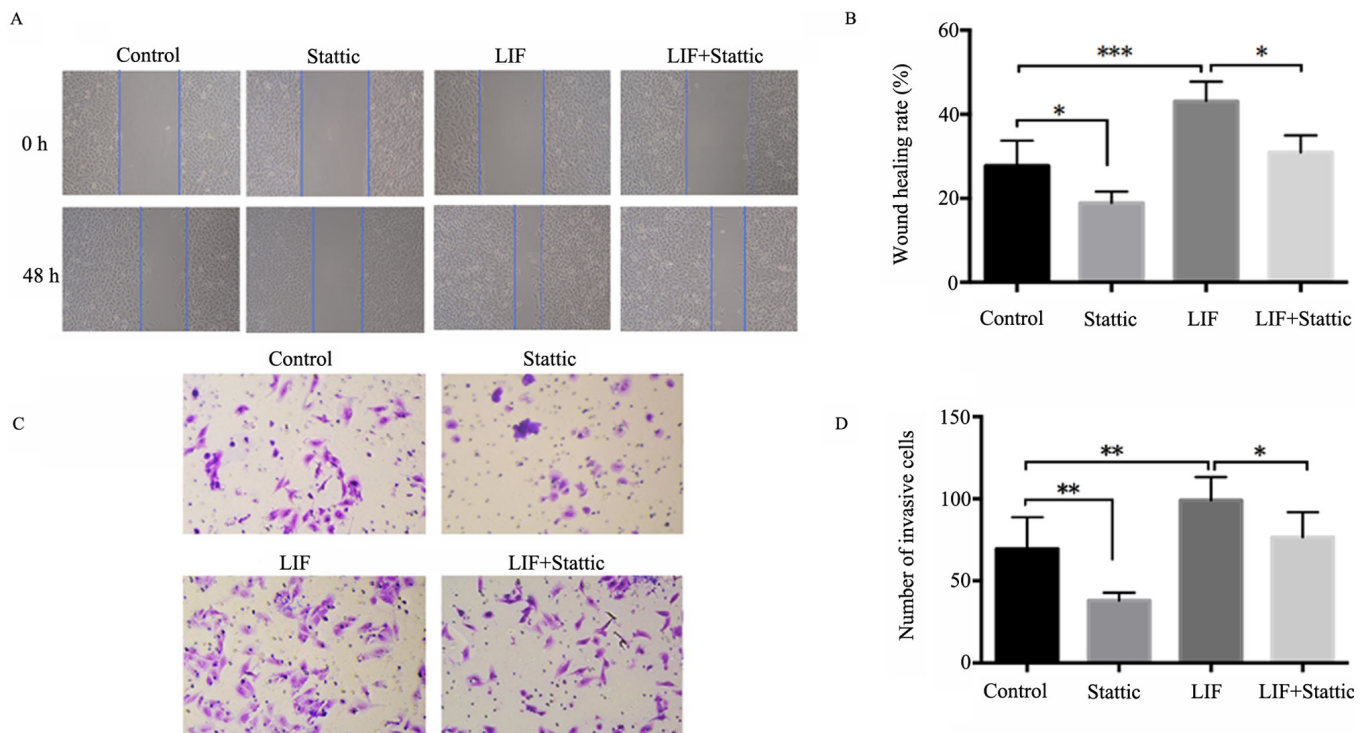 A
Control Stattic LIF LIF+Stattic
0 h
48 h
B
Wound healing rate (%)
60
40
20
0
***
*
*
Control Stattic LIF LIF+Stattic
C
Control Stattic
LIF LIF+Stattic
D
Number of invasive cells
150
100
50
0
**
*
**
Control Stattic LIF LIF+Stattic